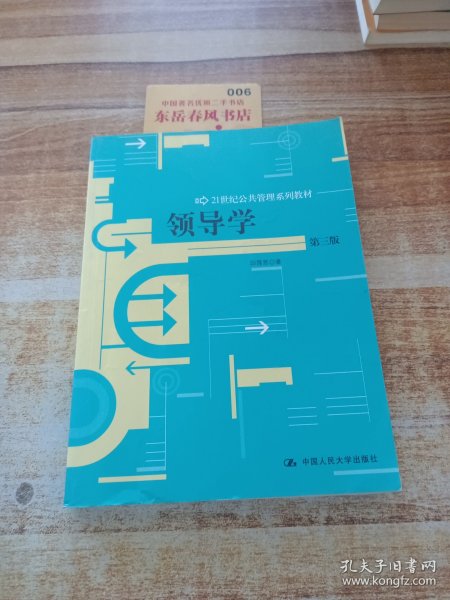 006
中国著名优质二手书店
东岳春风书店
21世纪公共管理系列教材
领导学
第三版
中国人民大学出版社
孔夫子旧书网
www.kongfz.com